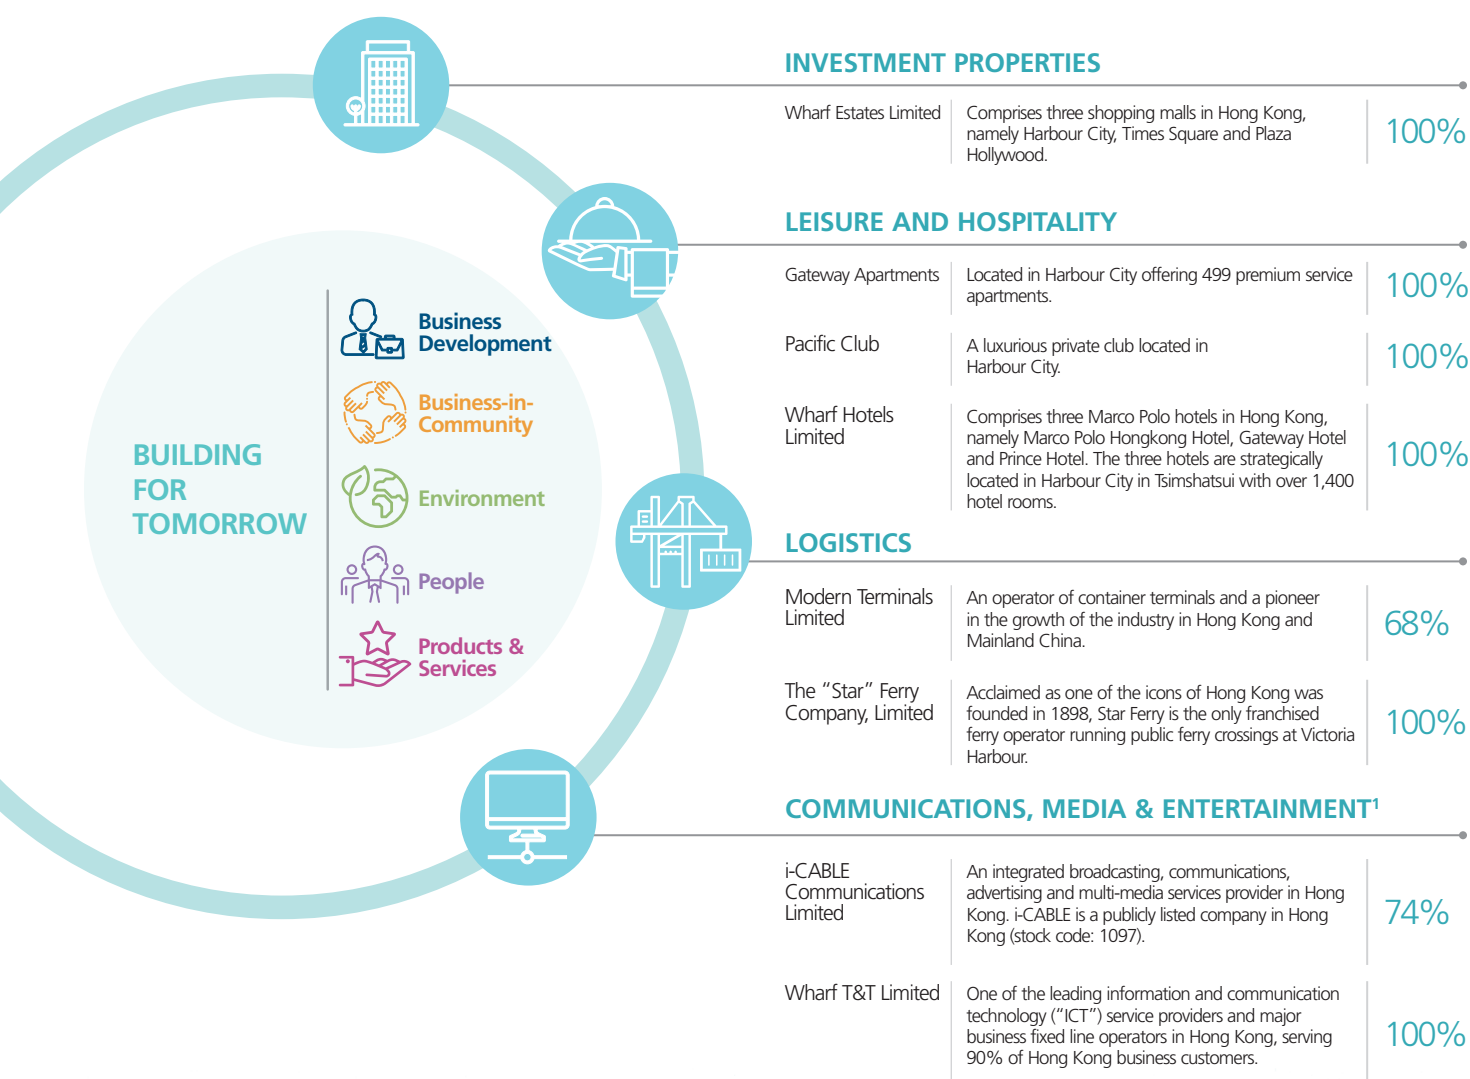 BUILDING
FOR
TOMORROW
Business
Development
Business-in-
Community
Environment
People
Products &
Services
INVESTMENT PROPERTIES
Wharf Estates Limited
Comprises three shopping malls in Hong Kong,
namely Harbour City, Times Square and Plaza
Hollywood.
100%
LEISURE AND HOSPITALITY
Gateway Apartments
Located in Harbour City offering 499 premium service
apartments.
100%
Pacific Club
A luxurious private club located in
Harbour City.
100%
Wharf Hotels
Limited
Comprises three Marco Polo hotels in Hong Kong,
namely Marco Polo Hongkong Hotel, Gateway Hotel
and Prince Hotel. The three hotels are strategically
located in Harbour City in Tsimshatsui with over 1,400
hotel rooms.
100%
LOGISTICS
Modern Terminals
Limited
An operator of container terminals and a pioneer
in the growth of the industry in Hong Kong and
Mainland China.
68%
The “Star” Ferry
Company, Limited
Acclaimed as one of the icons of Hong Kong was
founded in 1898, Star Ferry is the only franchised
ferry operator running public ferry crossings at Victoria
Harbour.
100%
COMMUNICATIONS, MEDIA & ENTERTAINMENT¹
i-CABLE
Communications
Limited
An integrated broadcasting, communications,
advertising and multi-media services provider in Hong
Kong. i-CABLE is a publicly listed company in Hong
Kong (stock code: 1097).
74%
Wharf T&T Limited
One of the leading information and communication
technology (“ICT”) service providers and major
business fixed line operators in Hong Kong, serving
90% of Hong Kong business customers.
100%